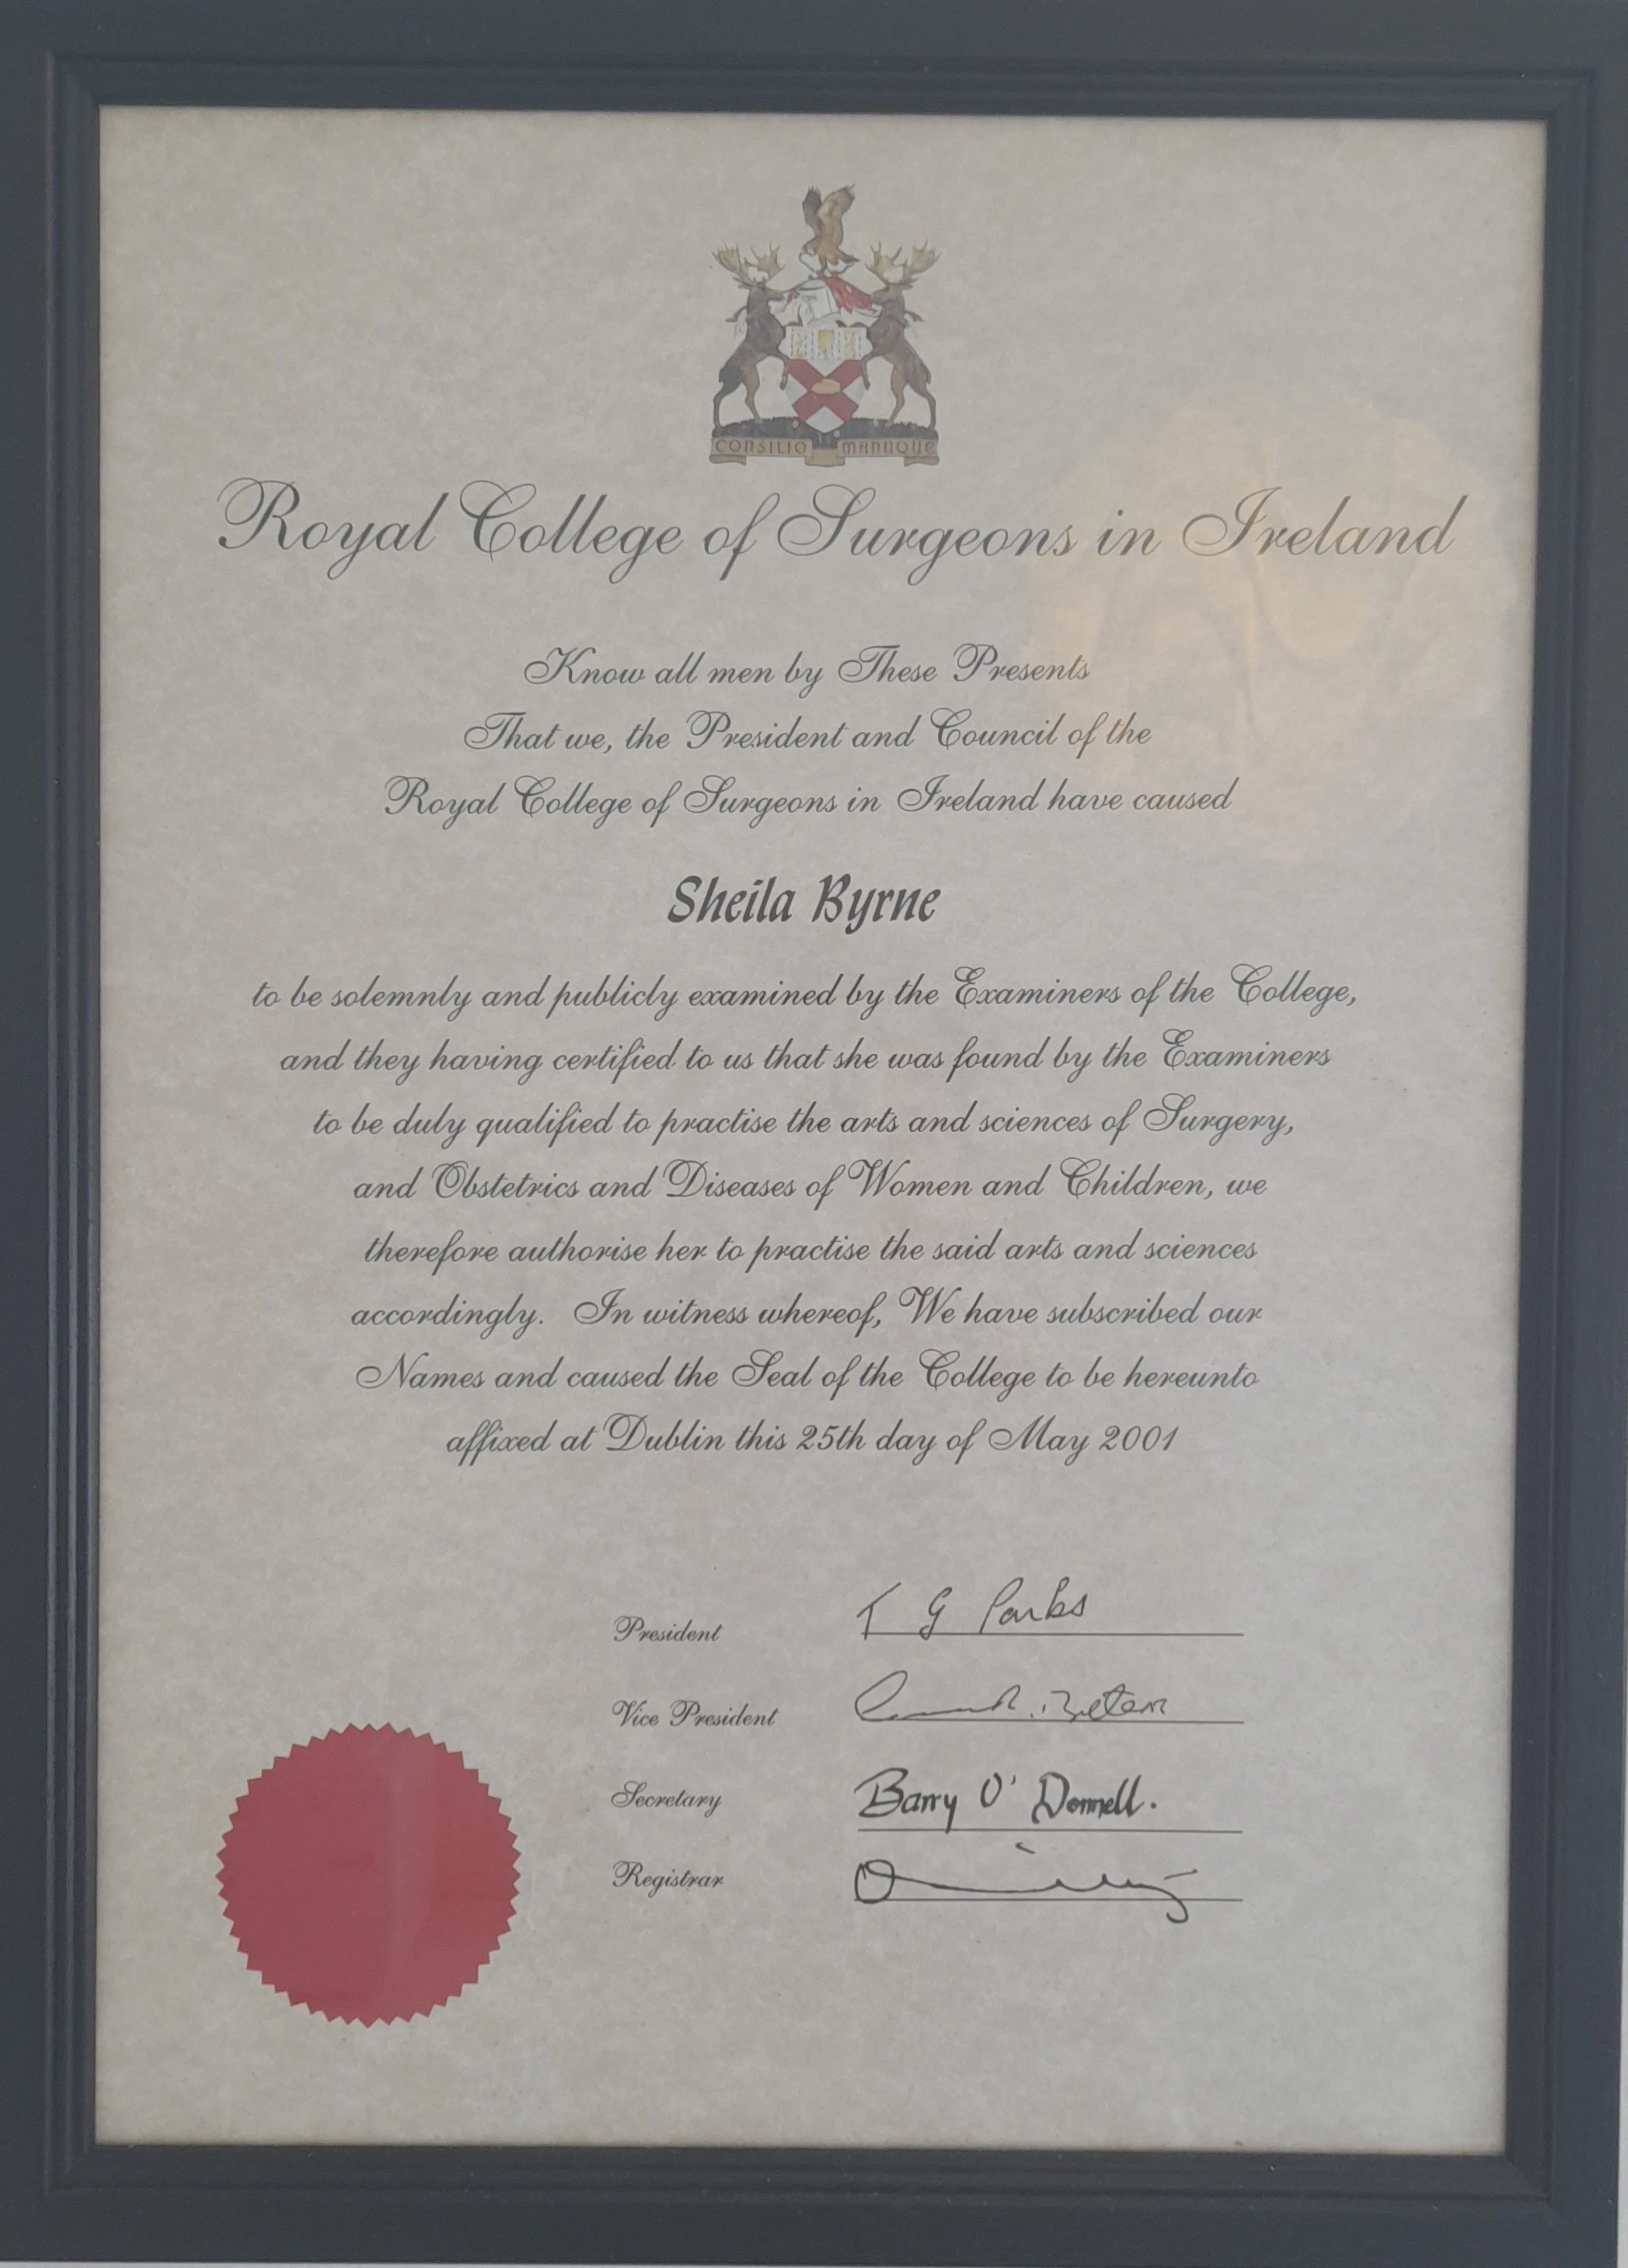 CONSILIO MANUQUE
Royal College of Surgeons in Ireland
Know all men by These Presents
That we, the President and Council of the
Royal College of Surgeons in Ireland have caused
Sheila Byrne
to be solemnly and publicly examined by the Examiners of the College,
and they having certified to us that she was found by the Examiners
to be duly qualified to practise the arts and sciences of Surgery,
and Obstetrics and Diseases of Women and Children, we
therefore authorise her to practise the said arts and sciences
accordingly. In witness whereof, We have subscribed our
Names and caused the Seal of the College to be hereunto
affixed at Dublin this 25th day of May 2001
President T G Parks
Vice President
Secretary Barry O' Donnell.
Registrar